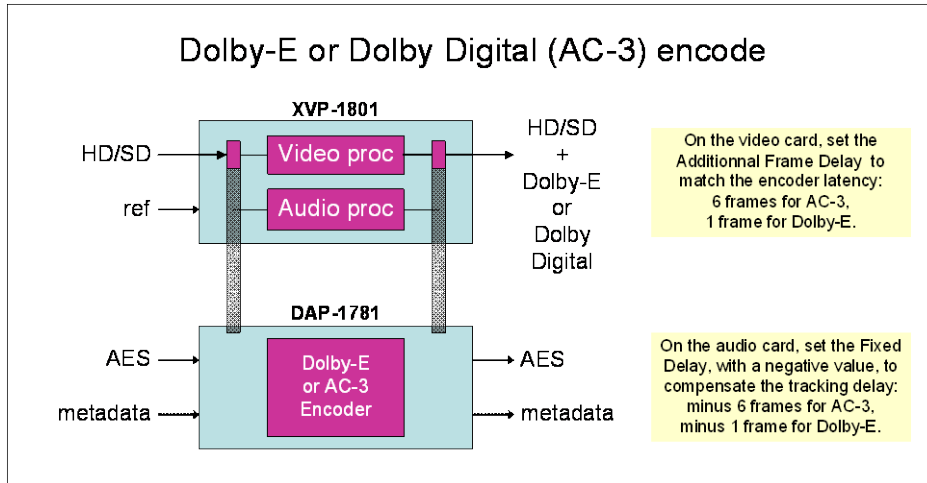 Dolby-E or Dolby Digital (AC-3) encode
XVP-1801
HD/SD
Video proc
ref
Audio proc
HD/SD
+
Dolby-E
or
Dolby
Digital
On the video card, set the
Additionnal Frame Delay to
match the encoder latency:
6 frames for AC-3,
1 frame for Dolby-E.
DAP-1781
AES
metadata
Dolby-E
or AC-3
Encoder
AES
metadata
On the audio card, set the Fixed
Delay, with a negative value, to
compensate the tracking delay:
minus 6 frames for AC-3,
minus 1 frame for Dolby-E.